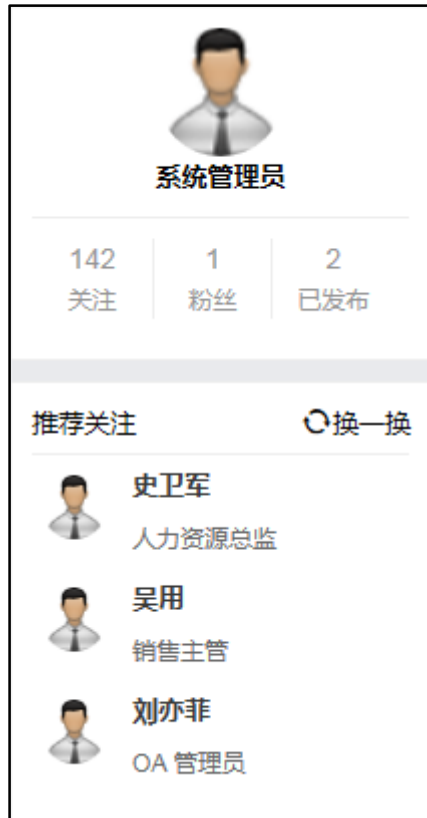 系统管理员
142 1 2
关注 粉丝 已发布
推荐关注 换一换
史卫军
人力资源总监
吴用
销售主管
刘亦菲
OA 管理员